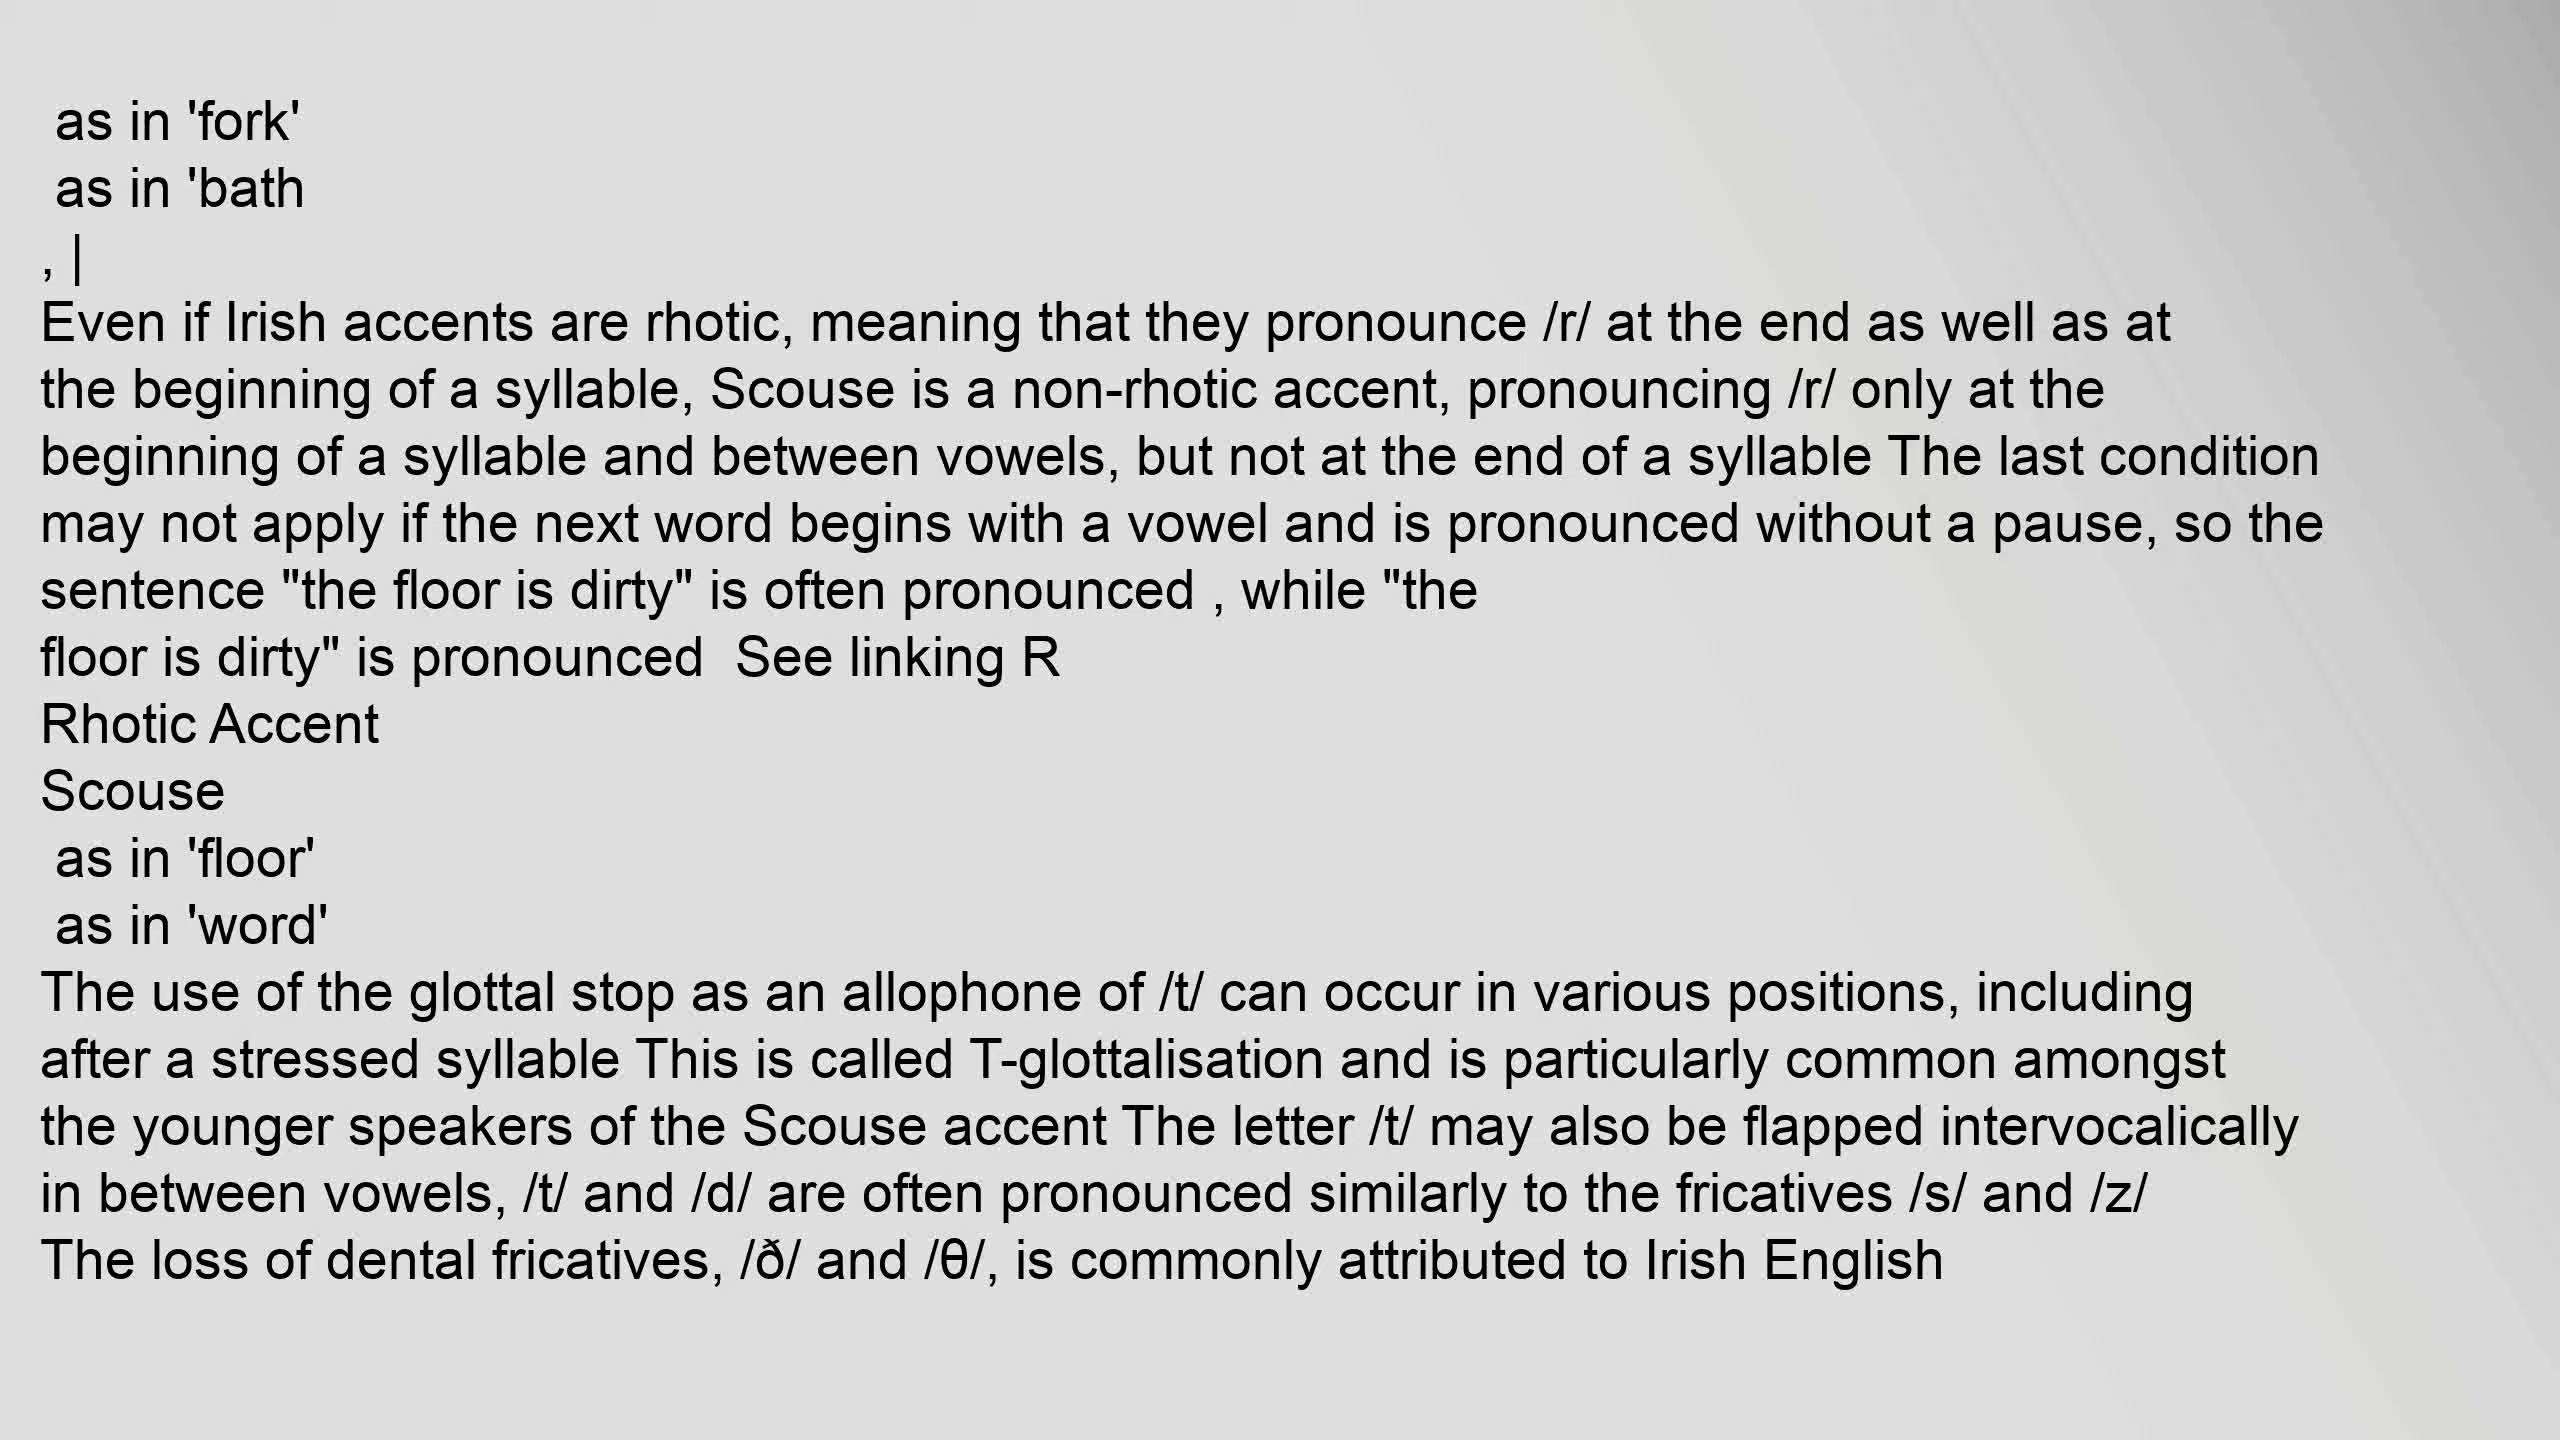 as in 'fork'
as in 'bath
, |
Even if Irish accents are rhotic, meaning that they pronounce /r/ at the end as well as at
the beginning of a syllable, Scouse is a non-rhotic accent, pronouncing /r/ only at the
beginning of a syllable and between vowels, but not at the end of a syllable The last condition
may not apply if the next word begins with a vowel and is pronounced without a pause, so the
sentence "the floor is dirty" is often pronounced , while "the
floor is dirty" is pronounced  See linking R
Rhotic Accent
Scouse
as in 'floor'
as in 'word'
The use of the glottal stop as an allophone of /t/ can occur in various positions, including
after a stressed syllable This is called T-glottalisation and is particularly common amongst
the younger speakers of the Scouse accent The letter /t/ may also be flapped intervocalically
in between vowels, /t/ and /d/ are often pronounced similarly to the fricatives /s/ and /z/
The loss of dental fricatives, /ð/ and /θ/, is commonly attributed to Irish English